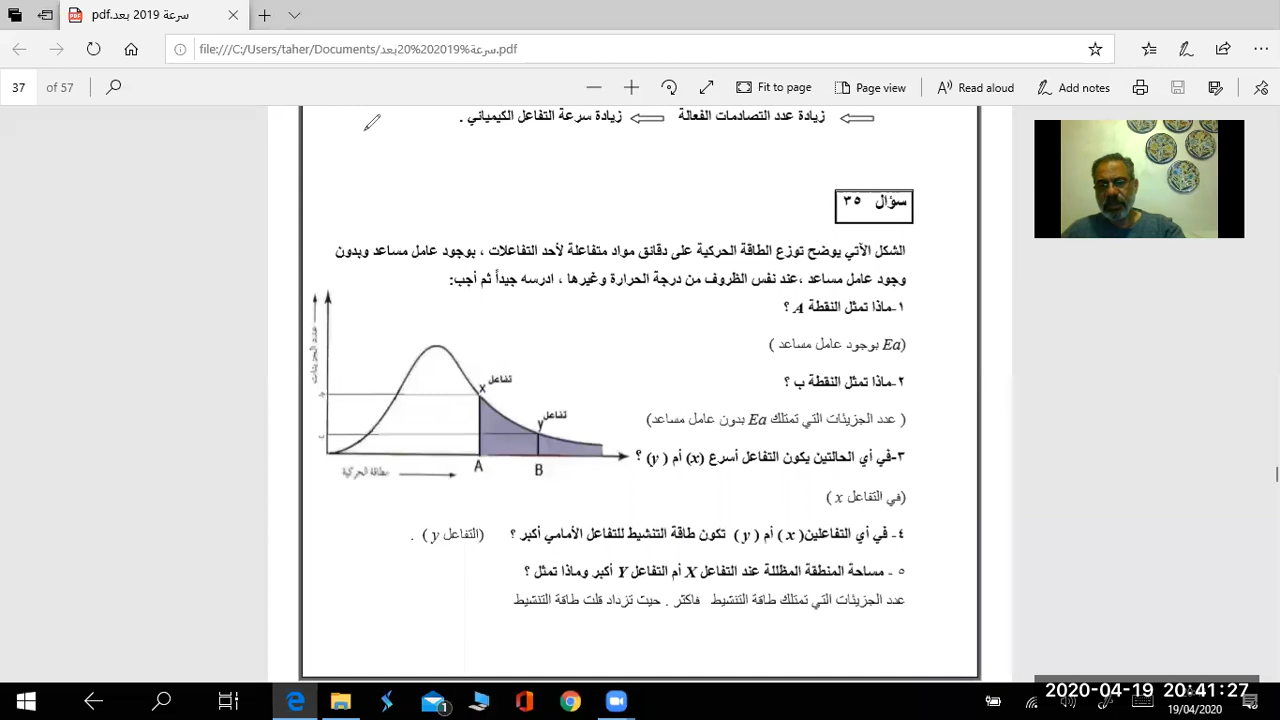 سرعة 2019 بعد.pdf
file:///C:/Users/taher/Documents/سرعة%202019%20بعد.pdf
37 of 57
Fit to page
Page view
Read aloud
Add notes
زيادة عدد التصادمات الفعالة
زيادة سرعة التفاعل الكيميائي .
سؤال ٣٥
الشكل الآتي يوضح توزع الطاقة الحركية على دقائق مواد متفاعلة لأحد التفاعلات ، بوجود عامل مساعد وبدون
وجود عامل مساعد ،عند نفس الظروف من درجة الحرارة وغيرها ، ادرسه جيداً ثم أجب:
١-ماذا تمثل النقطة A ؟
(Ea بوجود عامل مساعد )
٢-ماذا تمثل النقطة ب ؟
( عدد الجزيئات التي تمتلك Ea بدون عامل مساعد)
٣-في أي الحالتين يكون التفاعل أسرع (x) أم ( y) ؟
(في التفاعل x )
٤- في أي التفاعلين( x ) أم ( y ) تكون طاقة التنشيط للتفاعل الأمامي أكبر ؟ (التفاعل y ) .
٥ - مساحة المنطقة المظللة عند التفاعل X أم التفاعل Y أكبر وماذا تمثل ؟
عدد الجزيئات التي تمتلك طاقة التنشيط فاكثر . حيث تزداد قلت طاقة التنشيط
عدد الجزيئات
تفاعل
x
تفاعل
y
A
B
طاقة الحركية
1
2020-04-19 20:41:27
19/04/2020